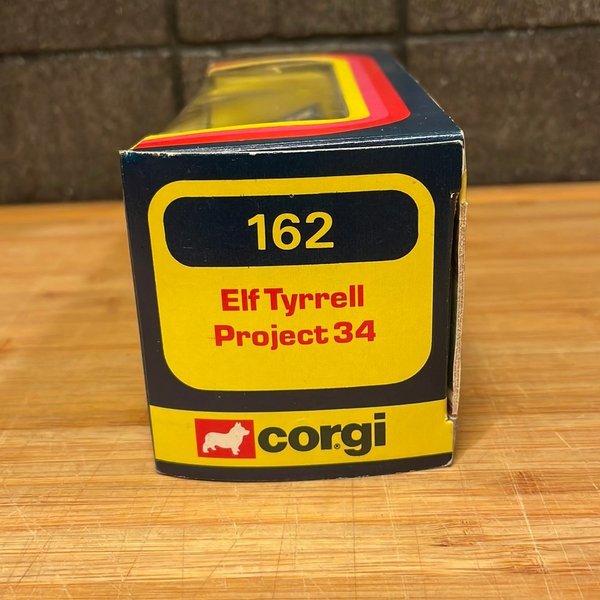 162
Elf Tyrrell
Project 34
corgi®